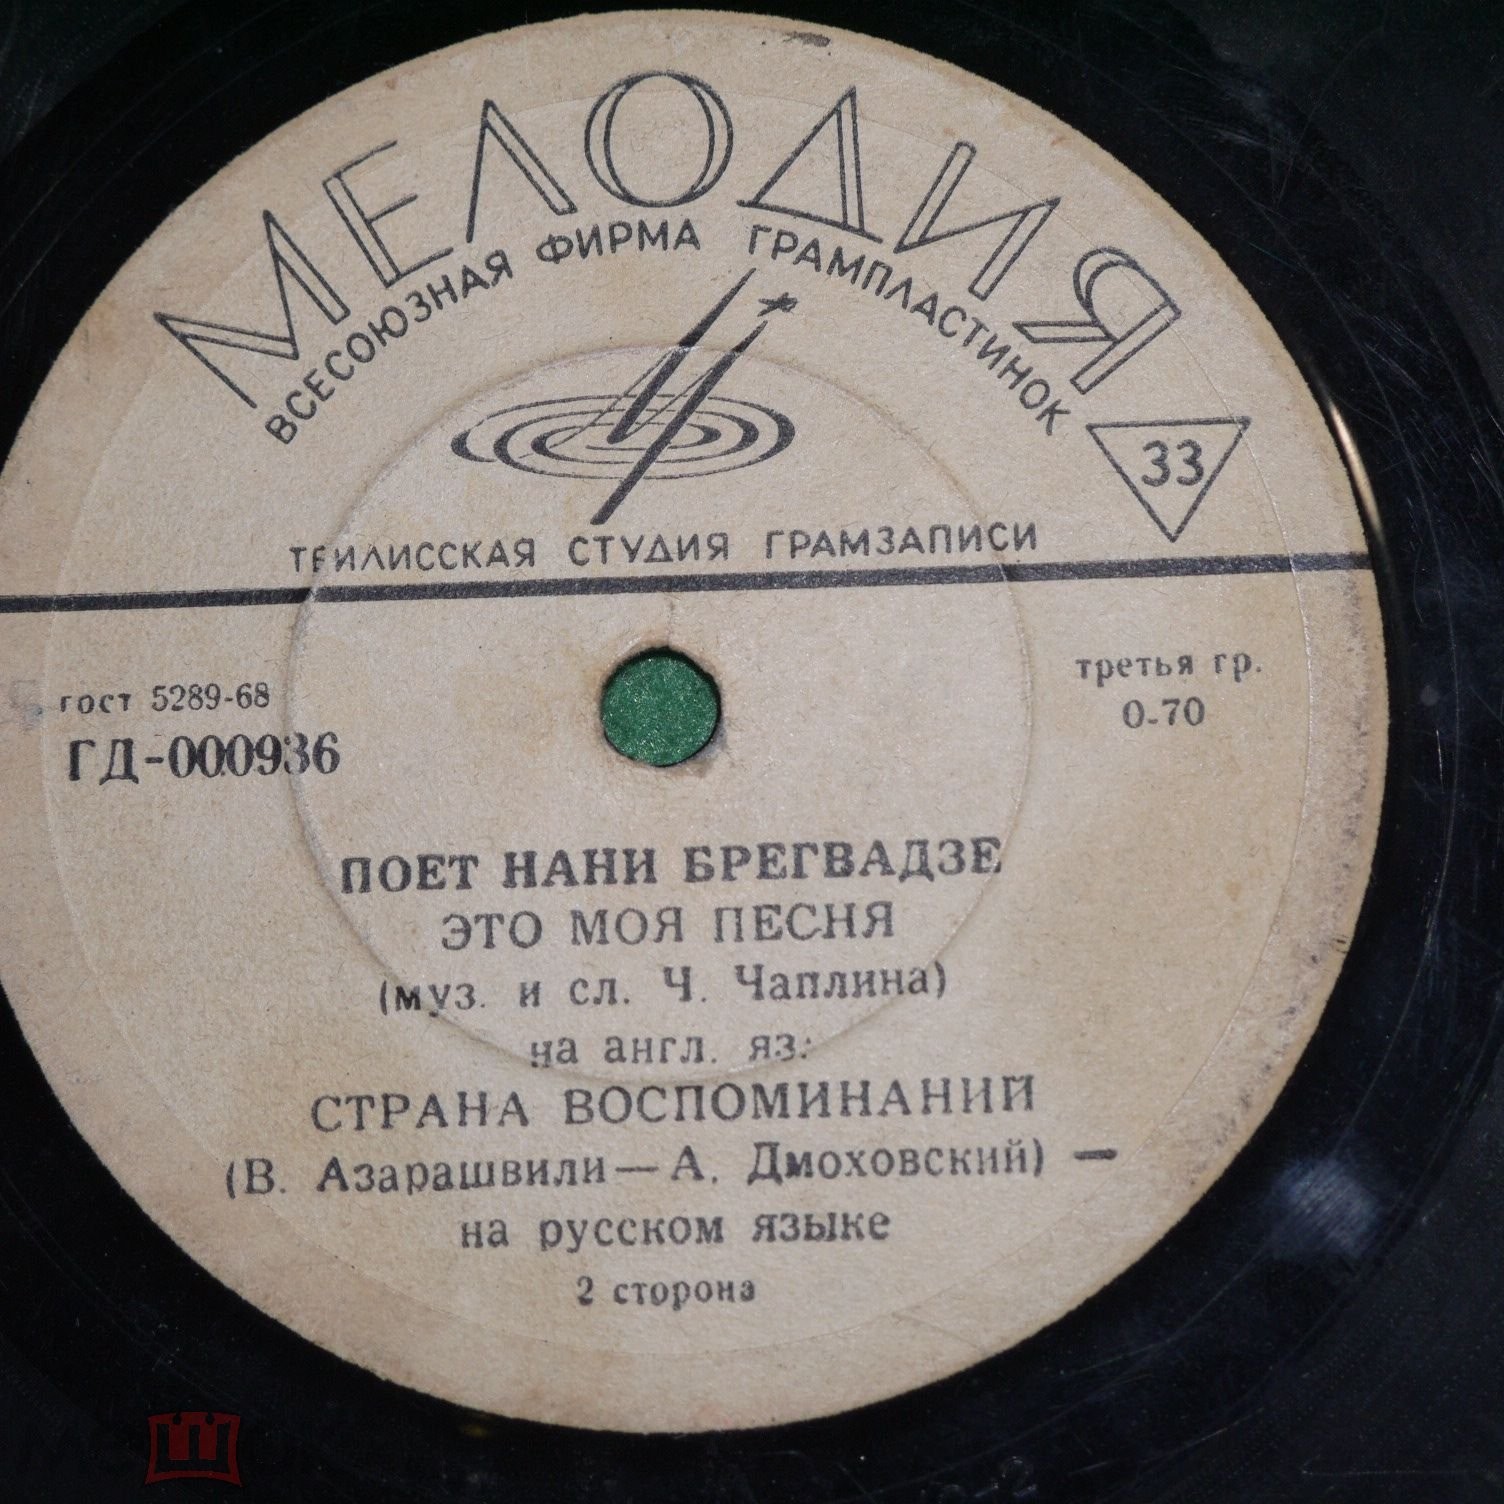 МЕЛОДИЯ
ВСЕСОЮЗНАЯ ФИРМА ГРАМПЛАСТИНОК
33
ТБИЛИССКАЯ СТУДИЯ ГРАМЗАПИСИ
гост 5289-68
ГД-000936
третья гр.
0-70
ПОЕТ НАНИ БРЕГВАДЗЕ
ЭТО МОЯ ПЕСНЯ
(муз. и сл. Ч. Чаплина)
на англ. яз.
СТРАНА ВОСПОМИНАНИЙ
(В. Азарашвили — А. Дмоховский) —
на русском языке
2 сторона